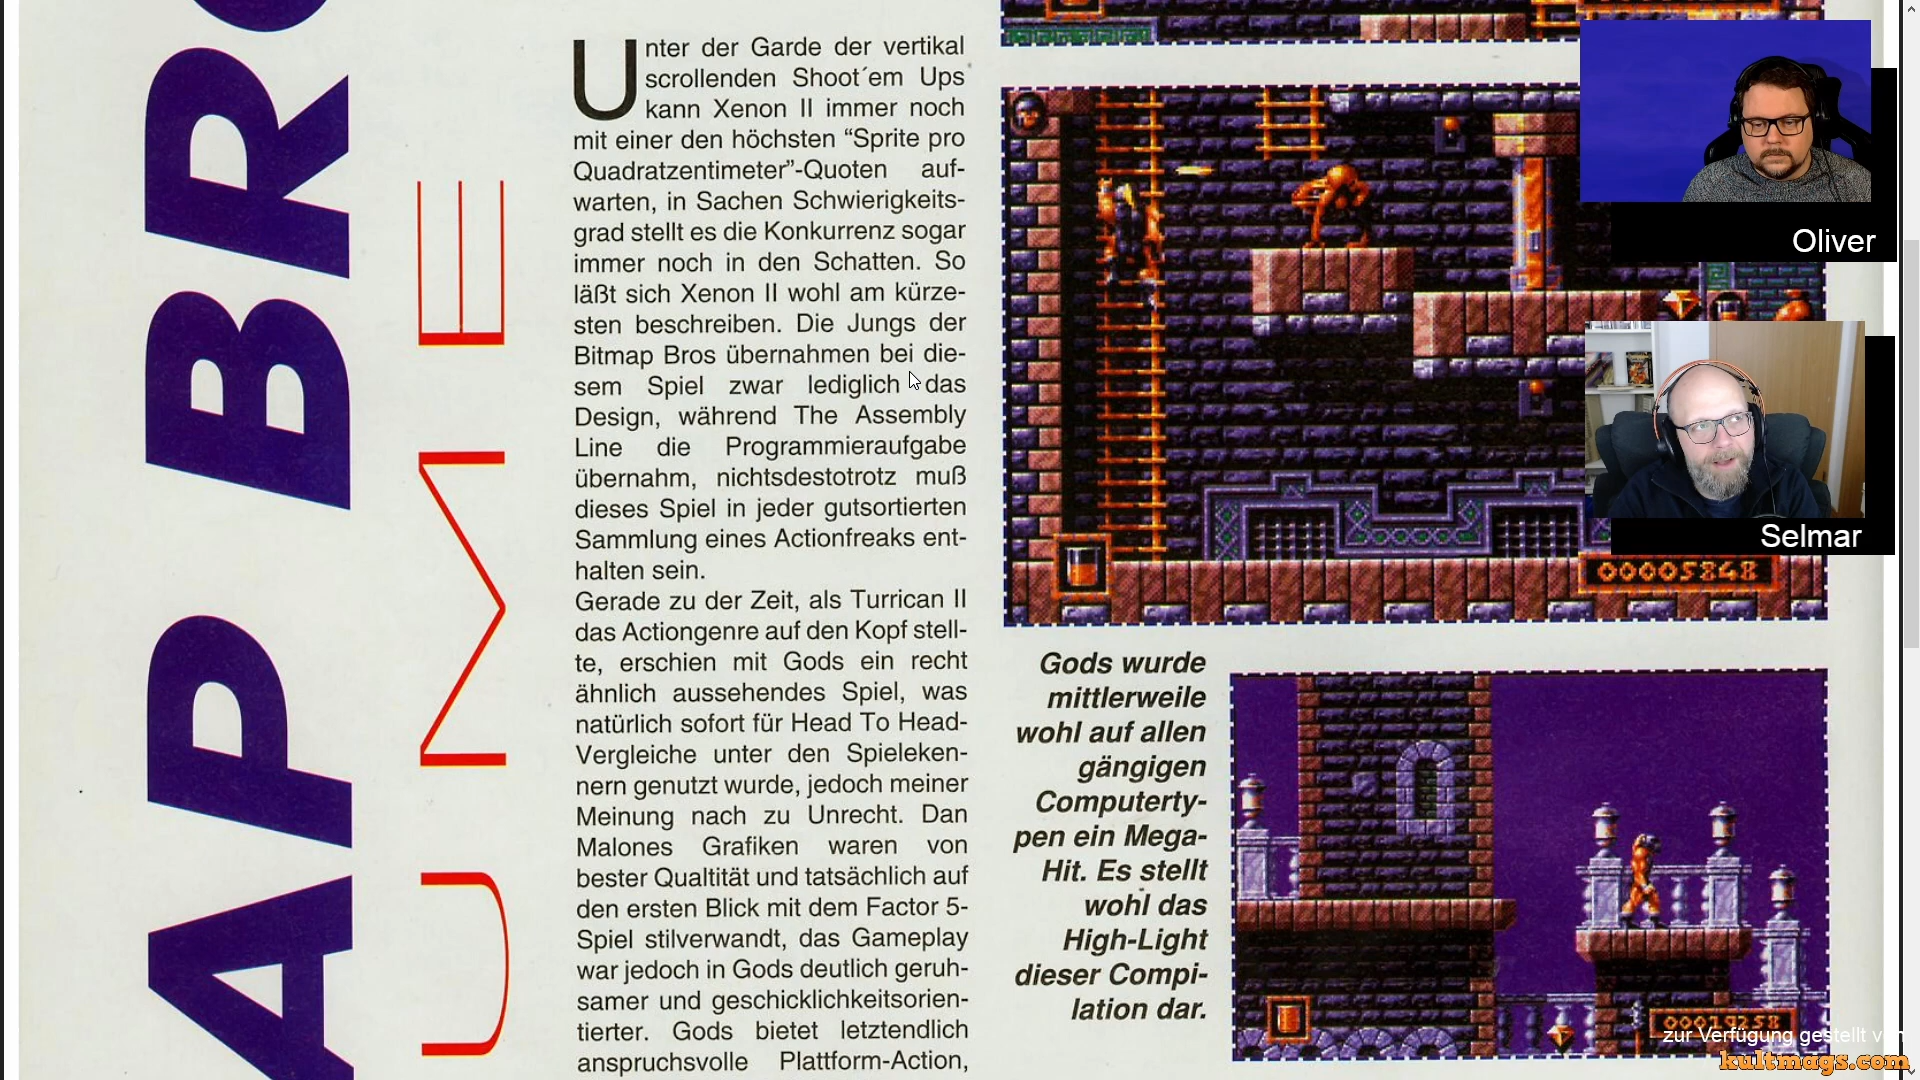 AP BRO
UME
Unter der Garde der vertikal
scrollenden Shoot´em Ups
kann Xenon II immer noch
mit einer den höchsten “Sprite pro
Quadratzentimeter”-Quoten auf-
warten, in Sachen Schwierigkeits-
grad stellt es die Konkurrenz sogar
immer noch in den Schatten. So
läßt sich Xenon II wohl am kürze-
sten beschreiben. Die Jungs der
Bitmap Bros übernahmen bei die-
sem Spiel zwar lediglich das
Design, während The Assembly
Line die Programmieraufgabe
übernahm, nichtsdestotrotz muß
dieses Spiel in jeder gutsortierten
Sammlung eines Actionfreaks ent-
halten sein.
Gerade zu der Zeit, als Turrican II
das Actiongenre auf den Kopf stell-
te, erschien mit Gods ein recht
ähnlich aussehendes Spiel, was
natürlich sofort für Head To Head-
Vergleiche unter den Spieleken-
nern genutzt wurde, jedoch meiner
Meinung nach zu Unrecht. Dan
Malones Grafiken waren von
bester Qualtität und tatsächlich auf
den ersten Blick mit dem Factor 5-
Spiel stilverwandt, das Gameplay
war jedoch in Gods deutlich geruh-
samer und geschicklichkeitsorien-
tierter. Gods bietet letztendlich
anspruchsvolle Plattform-Action,
00005848
Gods wurde
mittlerweile
wohl auf allen
gängigen
Computerty-
pen ein Mega-
Hit. Es stellt
wohl das
High-Light
dieser Compi-
lation dar.
00019258
Oliver
Selmar
zur Verfügung gestellt von
kultmags.com